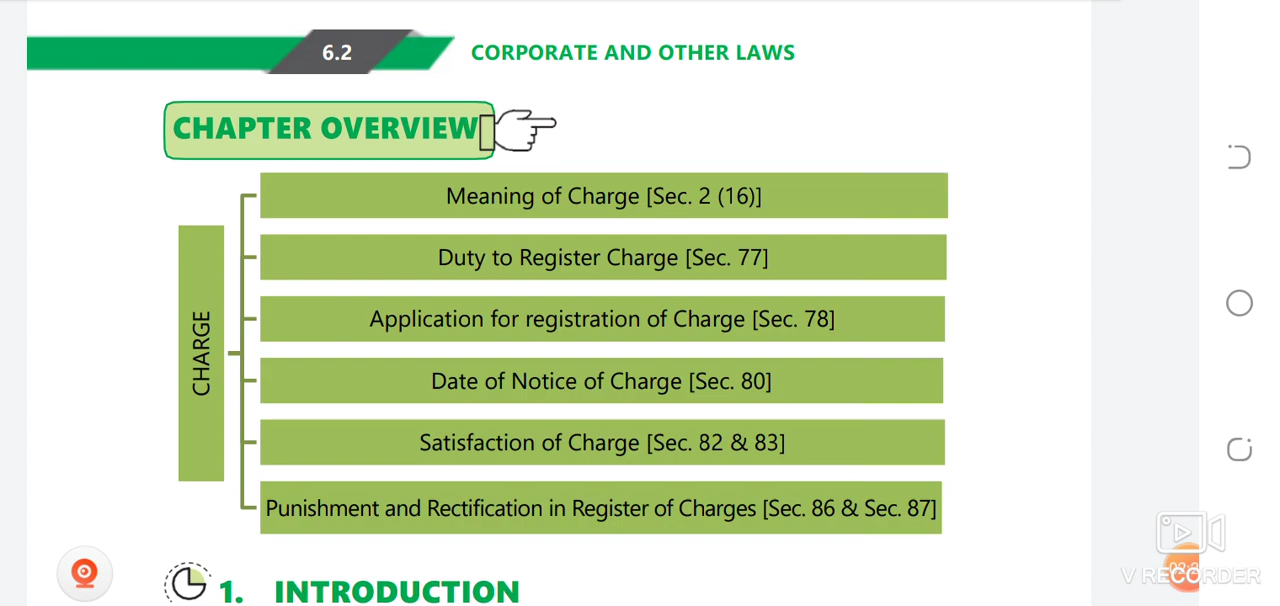 6.2
CORPORATE AND OTHER LAWS
CHAPTER OVERVIEW
CHARGE
Meaning of Charge [Sec. 2 (16)]
Duty to Register Charge [Sec. 77]
Application for registration of Charge [Sec. 78]
Date of Notice of Charge [Sec. 80]
Satisfaction of Charge [Sec. 82 & 83]
Punishment and Rectification in Register of Charges [Sec. 86 & Sec. 87]
1. INTRODUCTION
V RECORDER